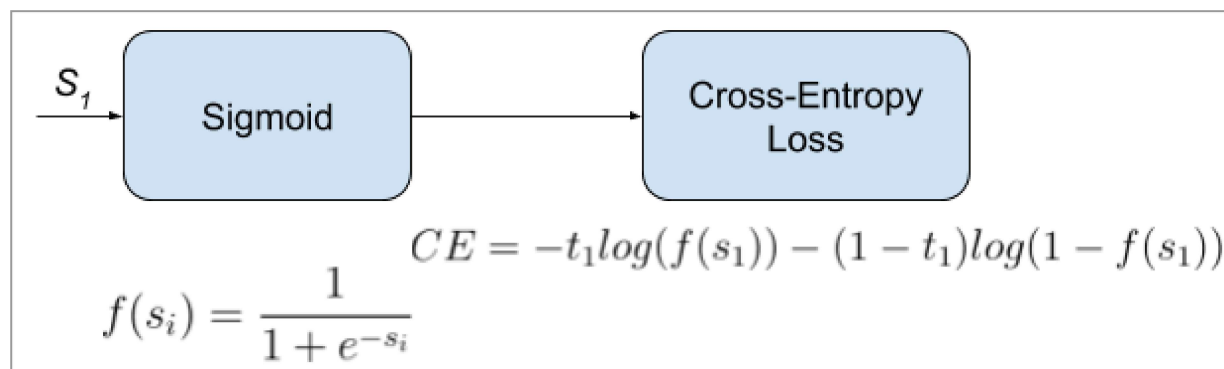 S₁
Sigmoid
Cross-Entropy
Loss
CE = −t₁log(f(s₁)) − (1 − t₁)log(1 − f(s₁))
f(sᵢ) = 1 / (1 + e^{−sᵢ})